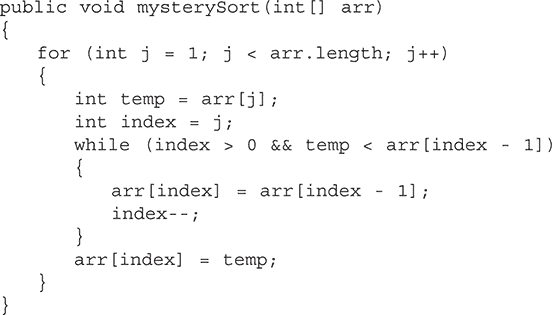 public void mysterySort(int[] arr)
{
    for (int j = 1; j < arr.length; j++)
    {
        int temp = arr[j];
        int index = j;
        while (index > 0 && temp < arr[index - 1])
        {
            arr[index] = arr[index - 1];
            index--;
        }
        arr[index] = temp;
    }
}